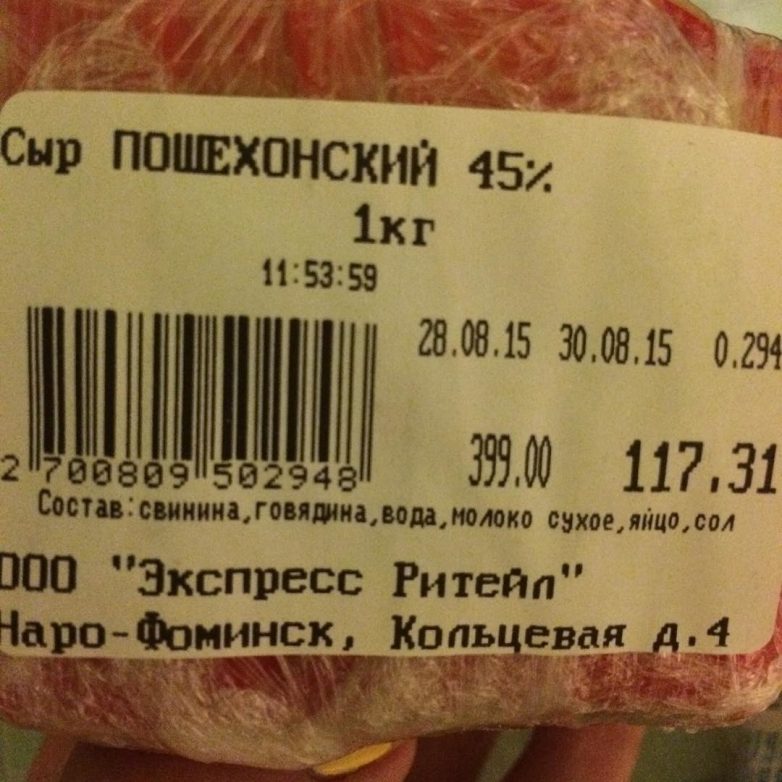 Сыр ПОШЕХОНСКИЙ 45%
1кг
11:53:59
28.08.15 30.08.15 0.294
399.00 117.31
2 700809 502948
Состав:свинина,говядина,вода,молоко сухое,яйцо,сол
ООО "Экспресс Ритейл"
Наро-Фоминск, Кольцевая д.4